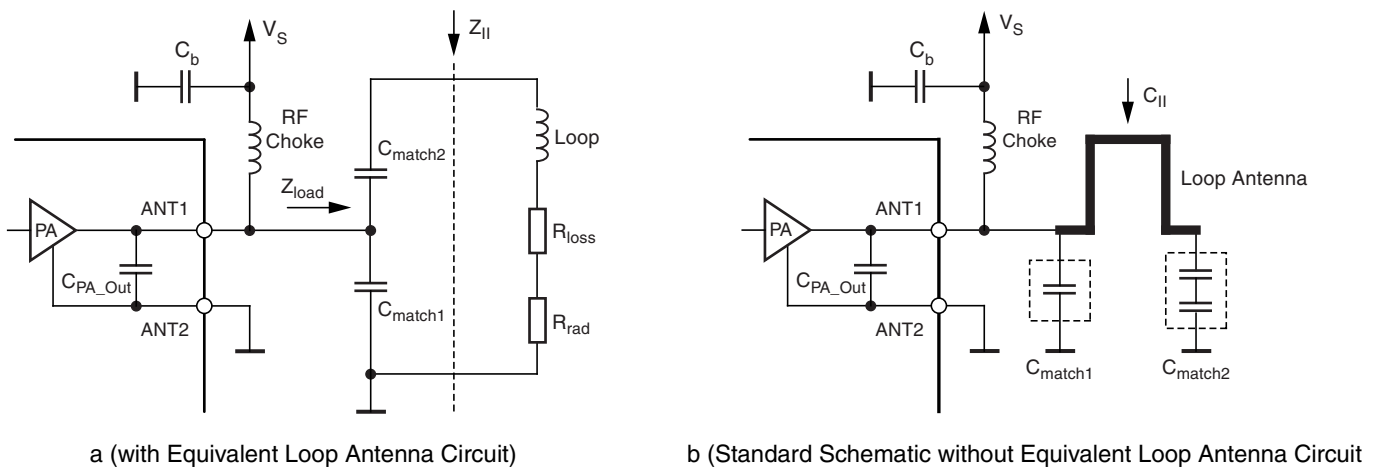 V_S
C_b
RF
Choke
Z_II
Loop
C_match2
Z_load
PA
ANT1
R_loss
C_PA_Out
C_match1
ANT2
R_rad
a (with Equivalent Loop Antenna Circuit)
V_S
C_b
C_II
RF
Choke
Loop Antenna
PA
ANT1
C_PA_Out
ANT2
C_match1
C_match2
b (Standard Schematic without Equivalent Loop Antenna Circuit